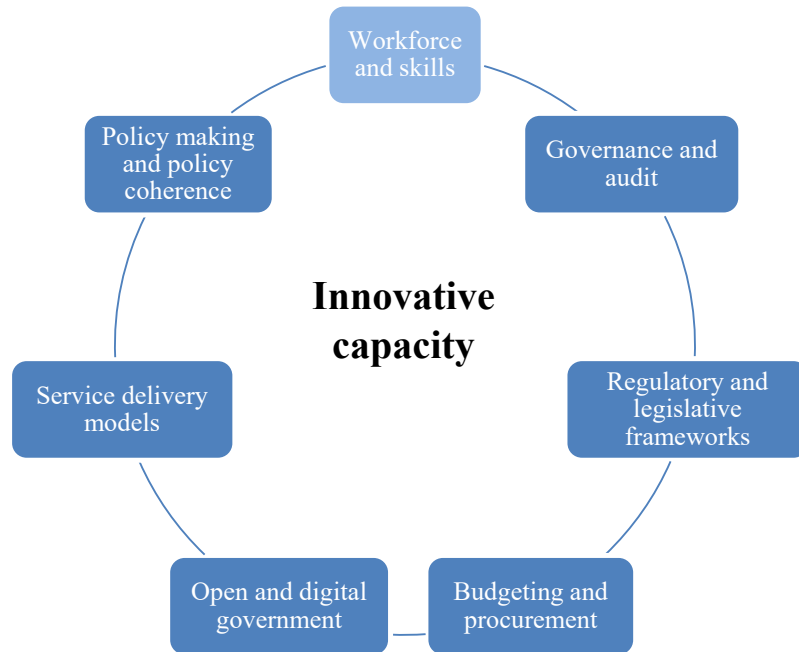 Workforce
and skills
Governance and
audit
Regulatory and
legislative
frameworks
Budgeting and
procurement
Open and digital
government
Service delivery
models
Policy making
and policy
coherence
Innovative
capacity